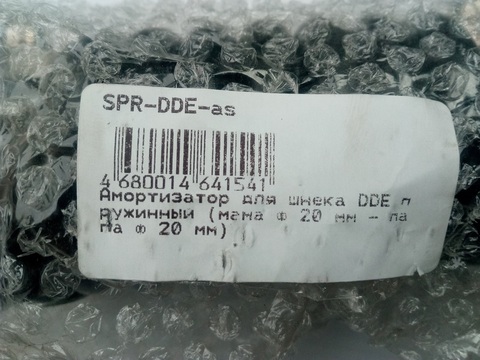 SPR-DDE-as
4 680014 641541
Амортизатор для шнека DDE п
ружинный (мама ф 20 мм - па
па ф 20 мм)